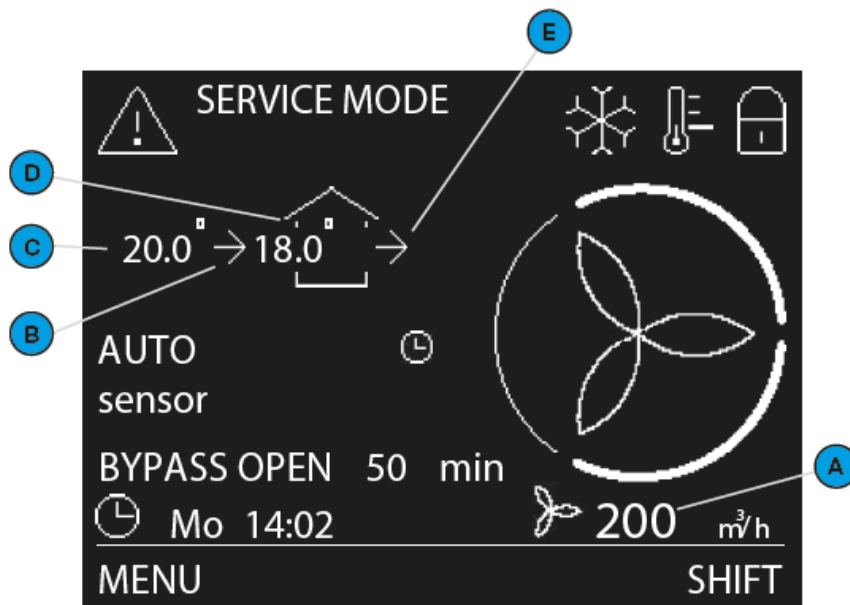 E
SERVICE MODE
D
C
20.0° 18.0°
B
AUTO
sensor
BYPASS OPEN 50 min
A
Mo 14:02 200 m³/h
MENU SHIFT